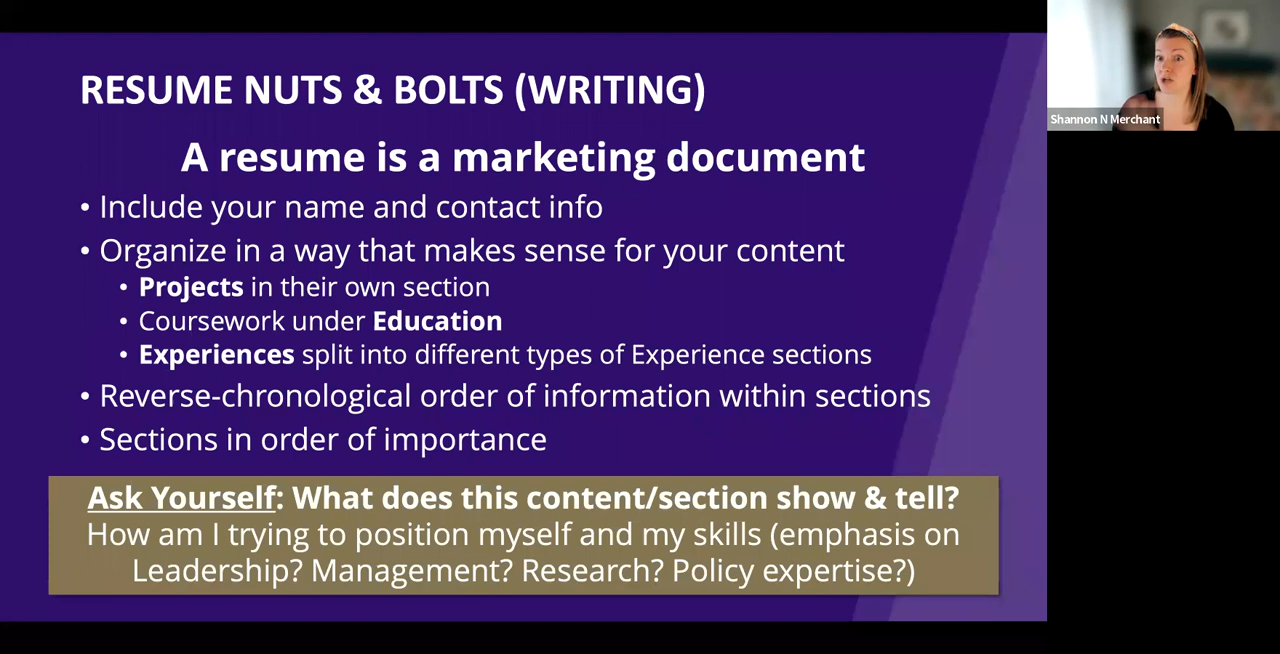 RESUME NUTS & BOLTS (WRITING)
A resume is a marketing document
• Include your name and contact info
• Organize in a way that makes sense for your content
• Projects in their own section
• Coursework under Education
• Experiences split into different types of Experience sections
• Reverse-chronological order of information within sections
• Sections in order of importance
Ask Yourself: What does this content/section show & tell?
How am I trying to position myself and my skills (emphasis on
Leadership? Management? Research? Policy expertise?)
Shannon N Merchant